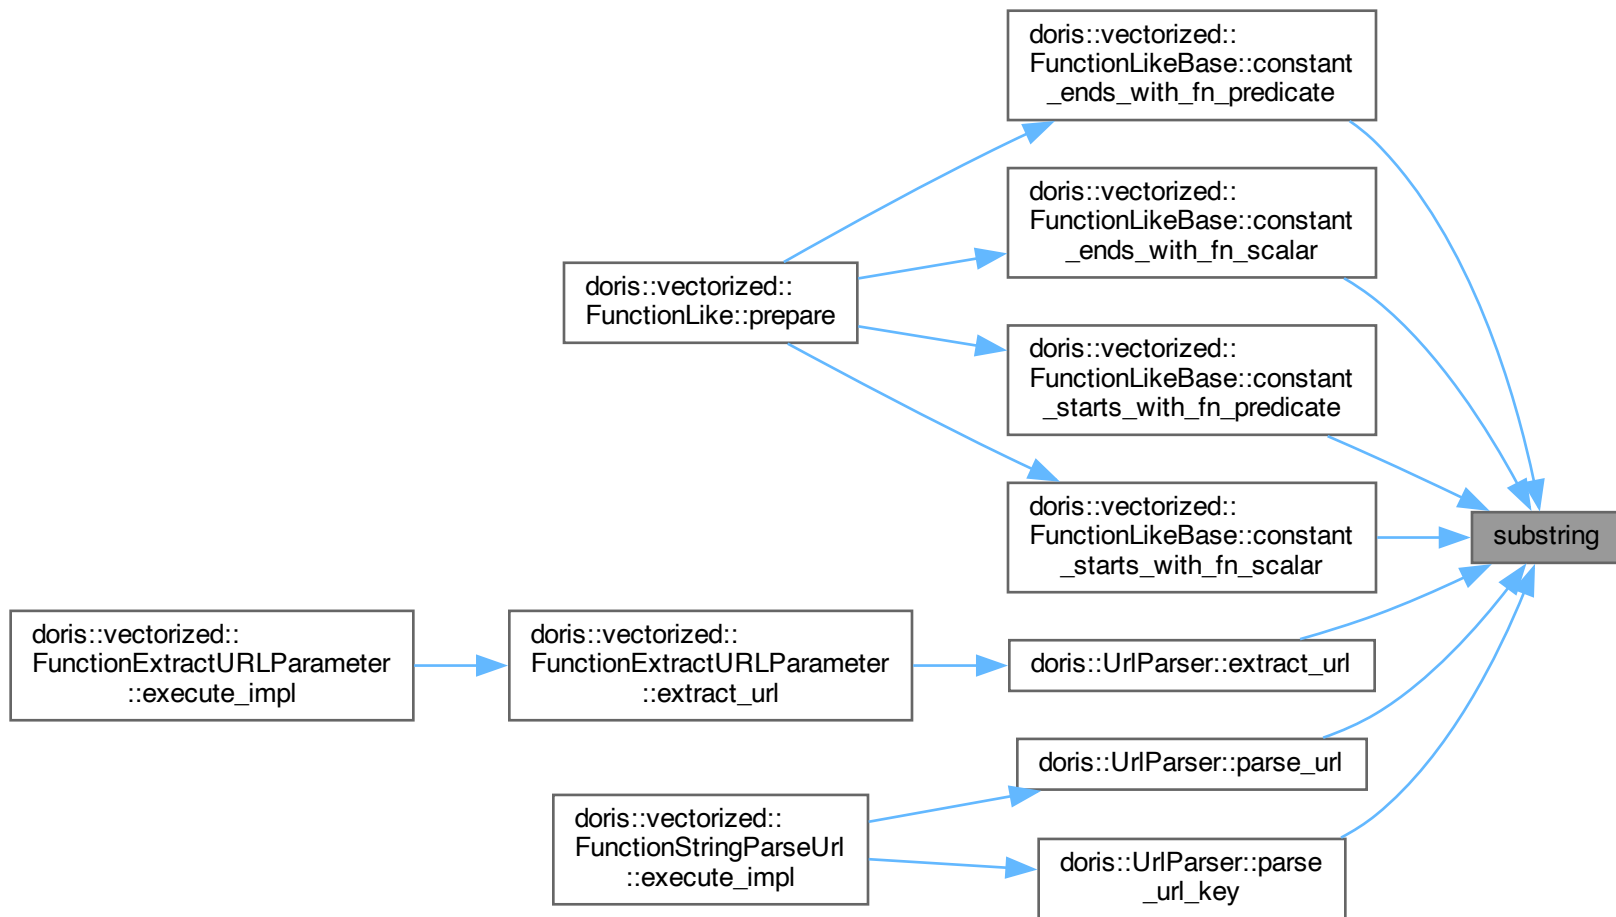 doris::vectorized::
FunctionLikeBase::constant
_ends_with_fn_predicate
doris::vectorized::
FunctionLikeBase::constant
_ends_with_fn_scalar
doris::vectorized::
FunctionLike::prepare
doris::vectorized::
FunctionLikeBase::constant
_starts_with_fn_predicate
doris::vectorized::
FunctionLikeBase::constant
_starts_with_fn_scalar
substring
doris::vectorized::
FunctionExtractURLParameter
::execute_impl
doris::vectorized::
FunctionExtractURLParameter
::extract_url
doris::UrlParser::extract_url
doris::UrlParser::parse_url
doris::vectorized::
FunctionStringParseUrl
::execute_impl
doris::UrlParser::parse
_url_key